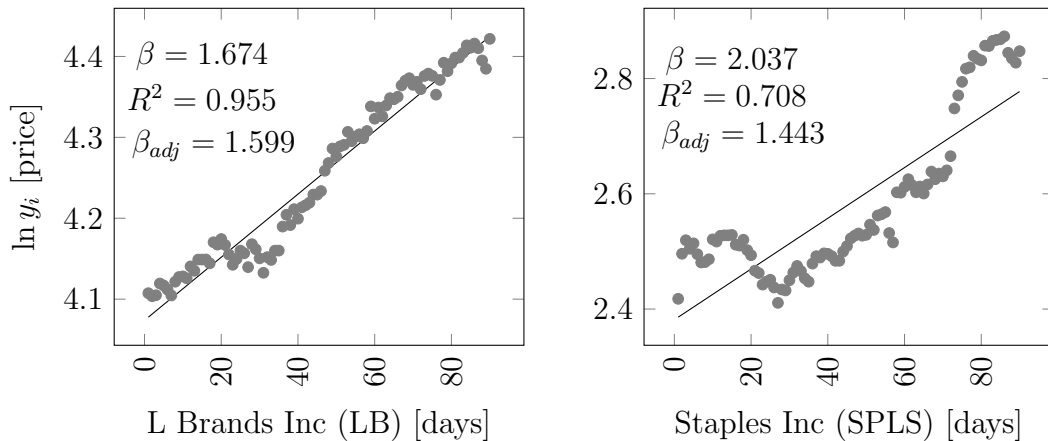 ln y_i [price]
4.4
4.3
4.2
4.1
β = 1.674
R² = 0.955
β_adj = 1.599
0 20 40 60 80
L Brands Inc (LB) [days]
2.8
2.6
2.4
β = 2.037
R² = 0.708
β_adj = 1.443
0 20 40 60 80
Staples Inc (SPLS) [days]